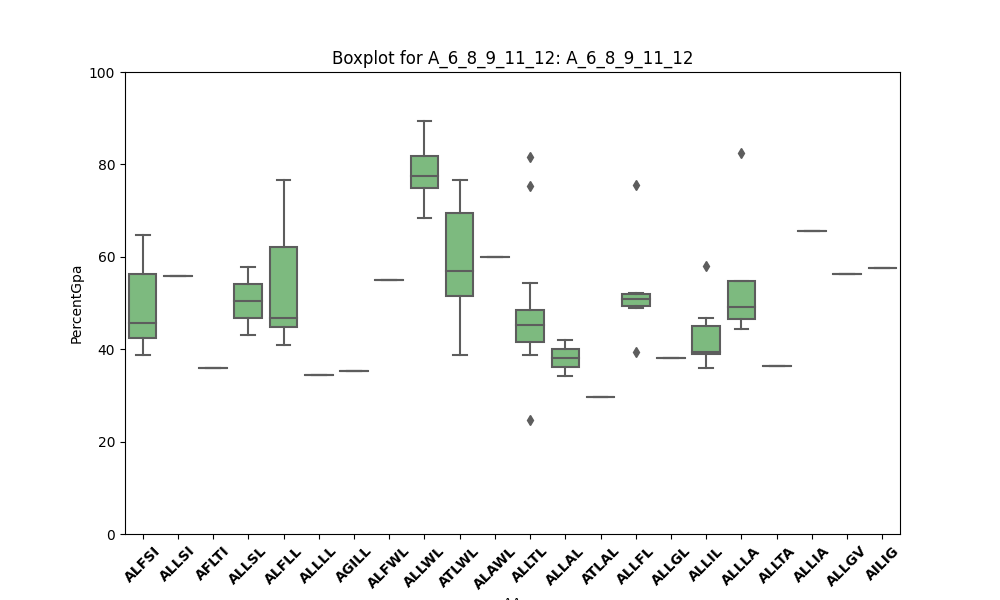 Boxplot for A_6_8_9_11_12: A_6_8_9_11_12
PercentGpa
100
80
60
40
20
0
ALFSI
ALLSI
AFLTI
ALLSL
ALFLL
ALLLL
AGILL
ALFWL
ALLWL
ATLWL
ALAWL
ALLTL
ALLAL
ATLAL
ALLFL
ALLGL
ALLIL
ALLLA
ALLTA
ALLIA
ALLGV
AILIG